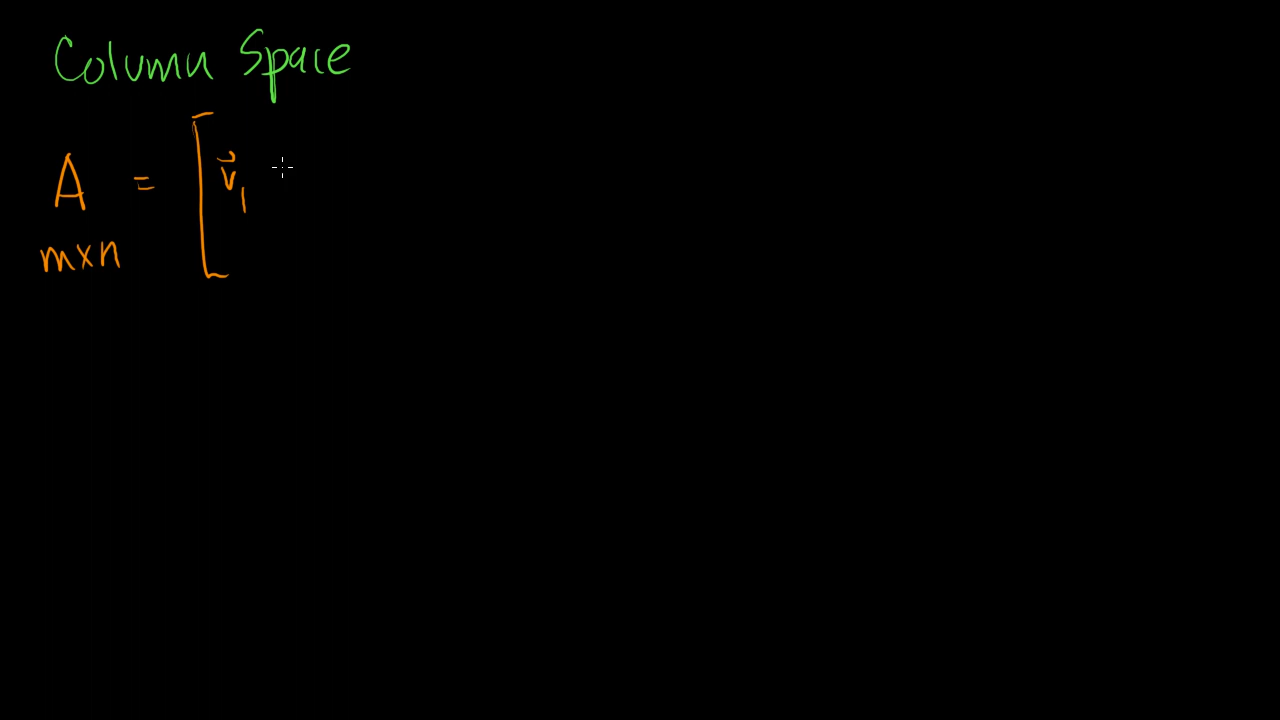 Column Space
A = [ v⃗₁
m×n